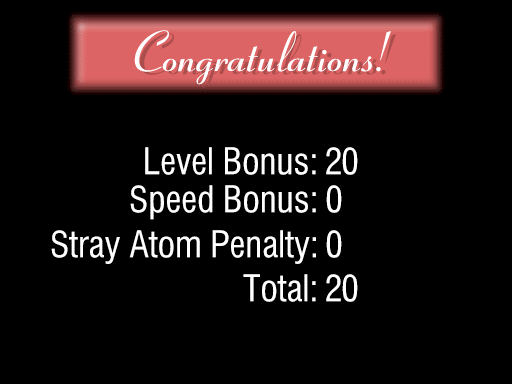 Congratulations!
Level Bonus: 20
Speed Bonus: 0
Stray Atom Penalty: 0
Total: 20